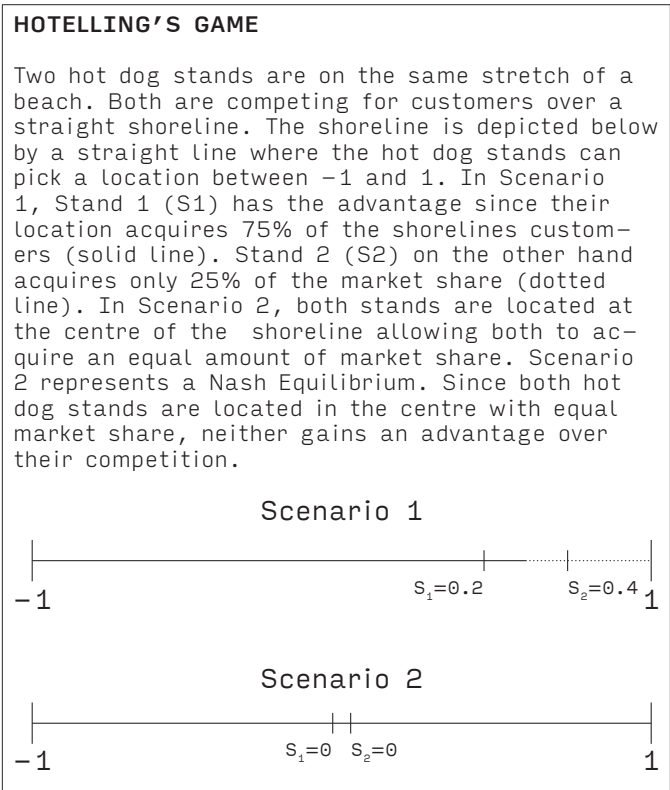 HOTELLING'S GAME
Two hot dog stands are on the same stretch of a
beach. Both are competing for customers over a
straight shoreline. The shoreline is depicted below
by a straight line where the hot dog stands can
pick a location between –1 and 1. In Scenario
1, Stand 1 (S1) has the advantage since their
location acquires 75% of the shorelines custom–
ers (solid line). Stand 2 (S2) on the other hand
acquires only 25% of the market share (dotted
line). In Scenario 2, both stands are located at
the centre of the shoreline allowing both to ac–
quire an equal amount of market share. Scenario
2 represents a Nash Equilibrium. Since both hot
dog stands are located in the centre with equal
market share, neither gains an advantage over
their competition.
Scenario 1
–1 S₁=0.2 S₂=0.4 1
Scenario 2
–1 S₁=0 S₂=0 1